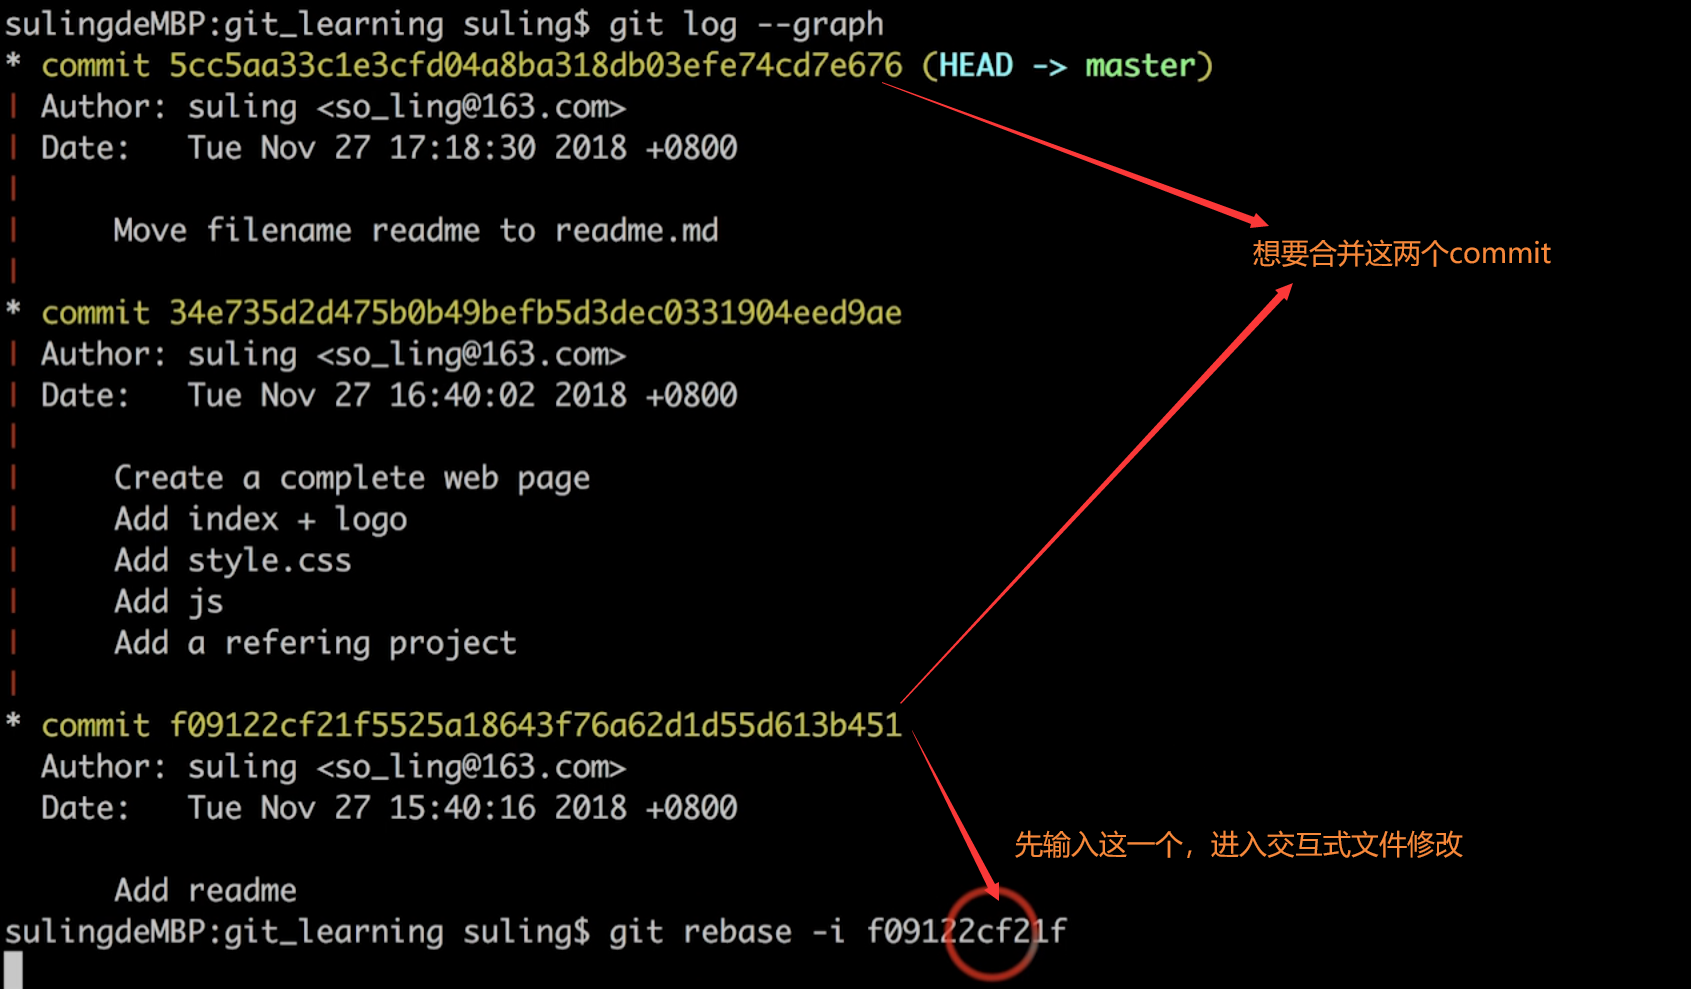 sulingdeMBP:git_learning suling$ git log --graph
* commit 5cc5aa33c1e3cfd04a8ba318db03efe74cd7e676 (HEAD -> master)
| Author: suling <so_ling@163.com>
| Date:   Tue Nov 27 17:18:30 2018 +0800
|
|     Move filename readme to readme.md
想要合并这两个commit
|
* commit 34e735d2d475b0b49befb5d3dec0331904eed9ae
| Author: suling <so_ling@163.com>
| Date:   Tue Nov 27 16:40:02 2018 +0800
|
|     Create a complete web page
|     Add index + logo
|     Add style.css
|     Add js
|     Add a refering project
|
* commit f09122cf21f5525a18643f76a62d1d55d613b451
  Author: suling <so_ling@163.com>
  Date:   Tue Nov 27 15:40:16 2018 +0800
先输入这一个，进入交互式文件修改
      Add readme
sulingdeMBP:git_learning suling$ git rebase -i f09122cf21f